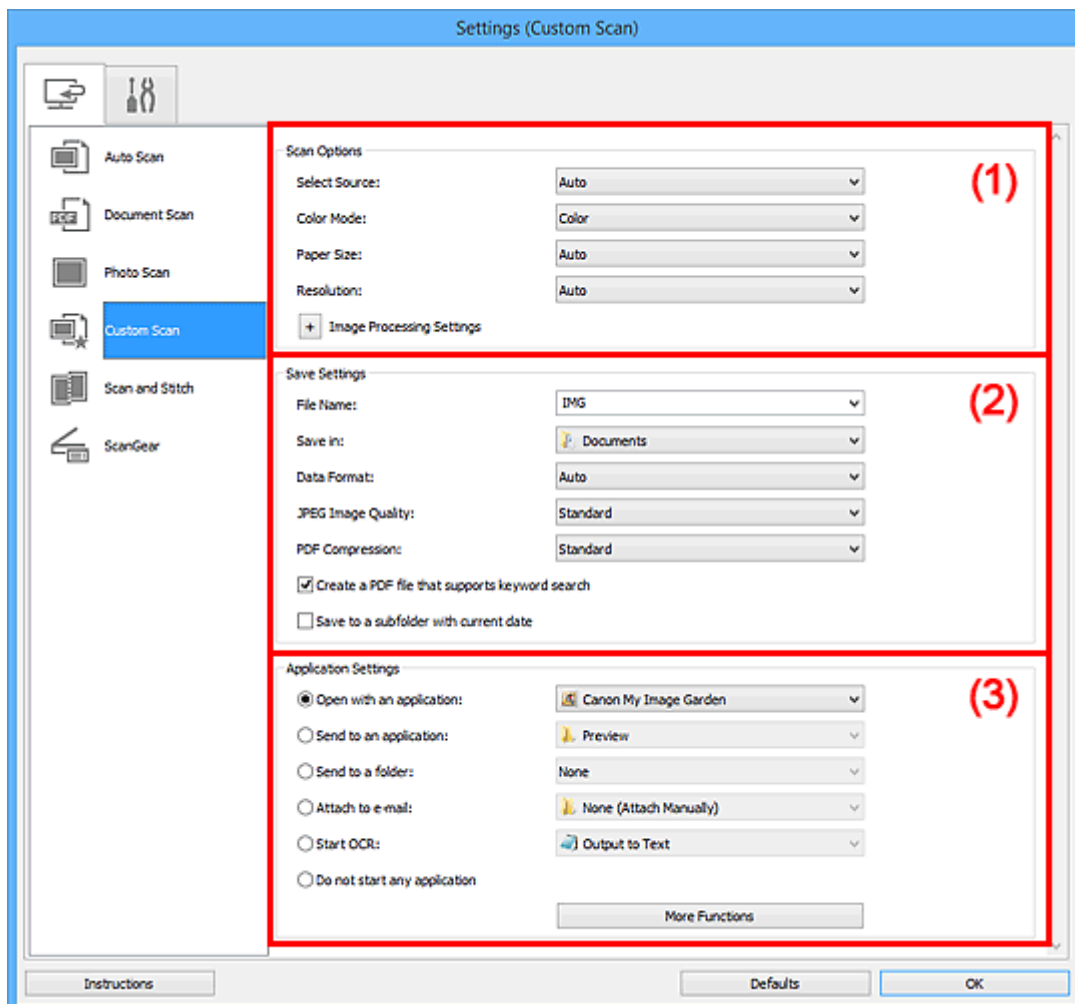 Settings (Custom Scan)
Auto Scan
Document Scan
Photo Scan
Custom Scan
Scan and Stitch
ScanGear
PDF
(1)
Scan Options
Select Source: Auto
Color Mode: Color
Paper Size: Auto
Resolution: Auto
+ Image Processing Settings
(2)
Save Settings
File Name: IMG
Save in: Documents
Data Format: Auto
JPEG Image Quality: Standard
PDF Compression: Standard
Create a PDF file that supports keyword search
Save to a subfolder with current date
(3)
Application Settings
Open with an application: Canon My Image Garden
Send to an application: Preview
Send to a folder: None
Attach to e-mail: None (Attach Manually)
Start OCR: Output to Text
Do not start any application
More Functions
Instructions
Defaults
OK